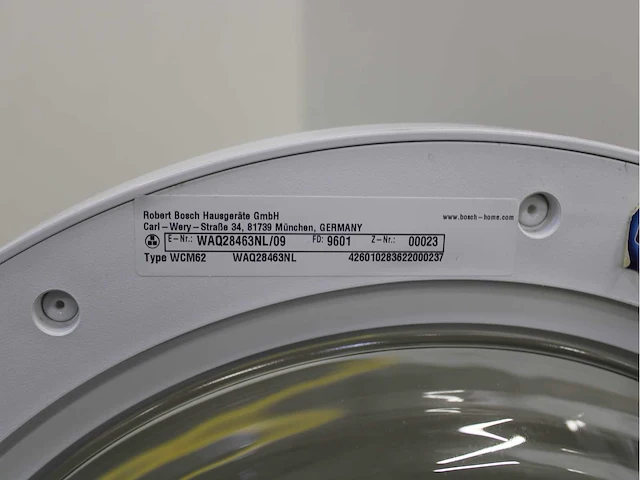 Robert Bosch Hausgeräte GmbH
Carl-Wery-Straße 34, 81739 München, GERMANY
www.bosch-home.com
E-Nr.: WAQ28463NL/09 FD: 9601 Z-Nr.: 00023
Type WCM62 WAQ28463NL 426010283622000237